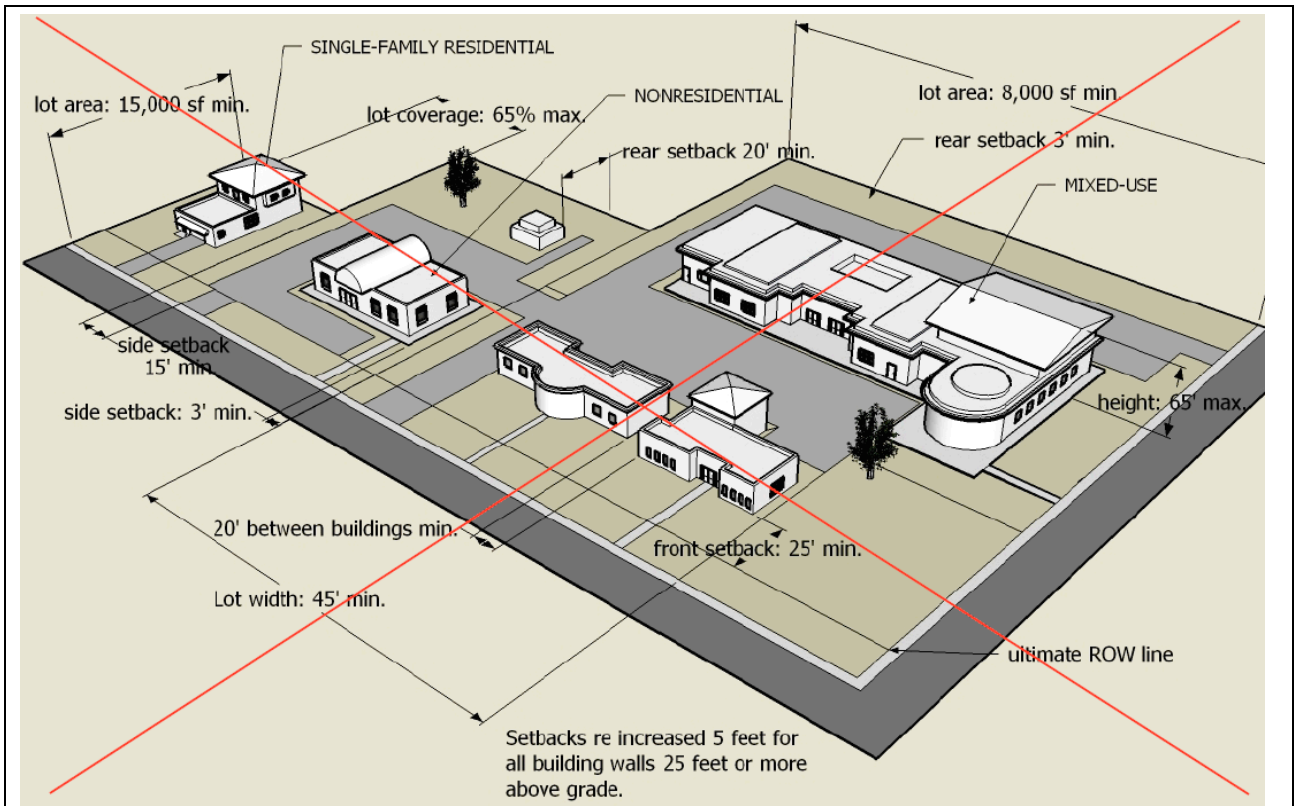 SINGLE-FAMILY RESIDENTIAL
lot area: 15,000 sf min.
lot coverage: 65% max.
NONRESIDENTIAL
lot area: 8,000 sf min.
rear setback 20' min.
rear setback 3' min.
MIXED-USE
side setback
15' min.
side setback: 3' min.
height: 65' max.
20' between buildings min.
front setback: 25' min.
Lot width: 45' min.
ultimate ROW line
Setbacks re increased 5 feet for
all building walls 25 feet or more
above grade.